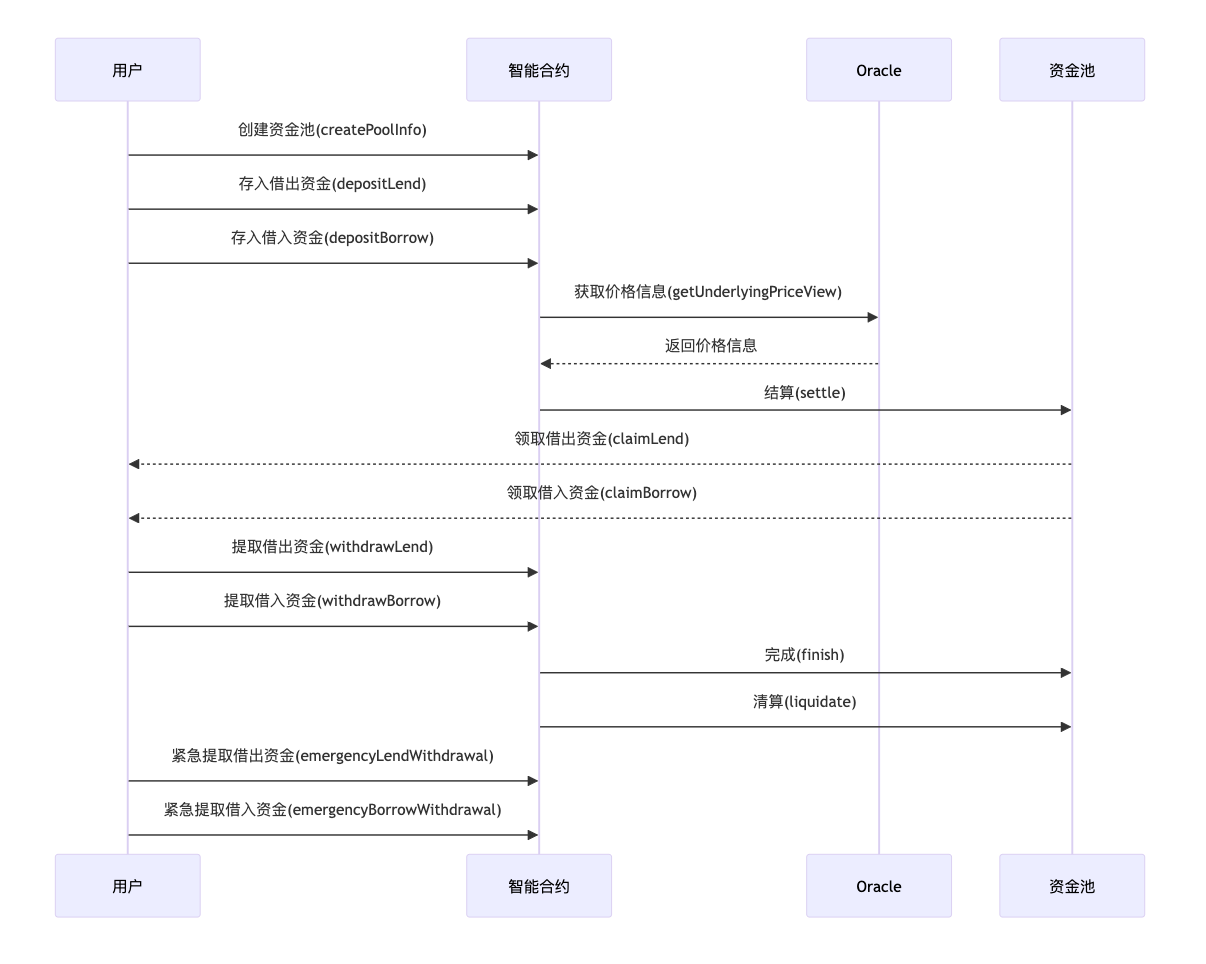 用户
智能合约
Oracle
资金池
创建资金池(createPoolInfo)
存入借出资金(depositLend)
存入借入资金(depositBorrow)
获取价格信息(getUnderlyingPriceView)
返回价格信息
结算(settle)
领取借出资金(claimLend)
领取借入资金(claimBorrow)
提取借出资金(withdrawLend)
提取借入资金(withdrawBorrow)
完成(finish)
清算(liquidate)
紧急提取借出资金(emergencyLendWithdrawal)
紧急提取借入资金(emergencyBorrowWithdrawal)
用户
智能合约
Oracle
资金池